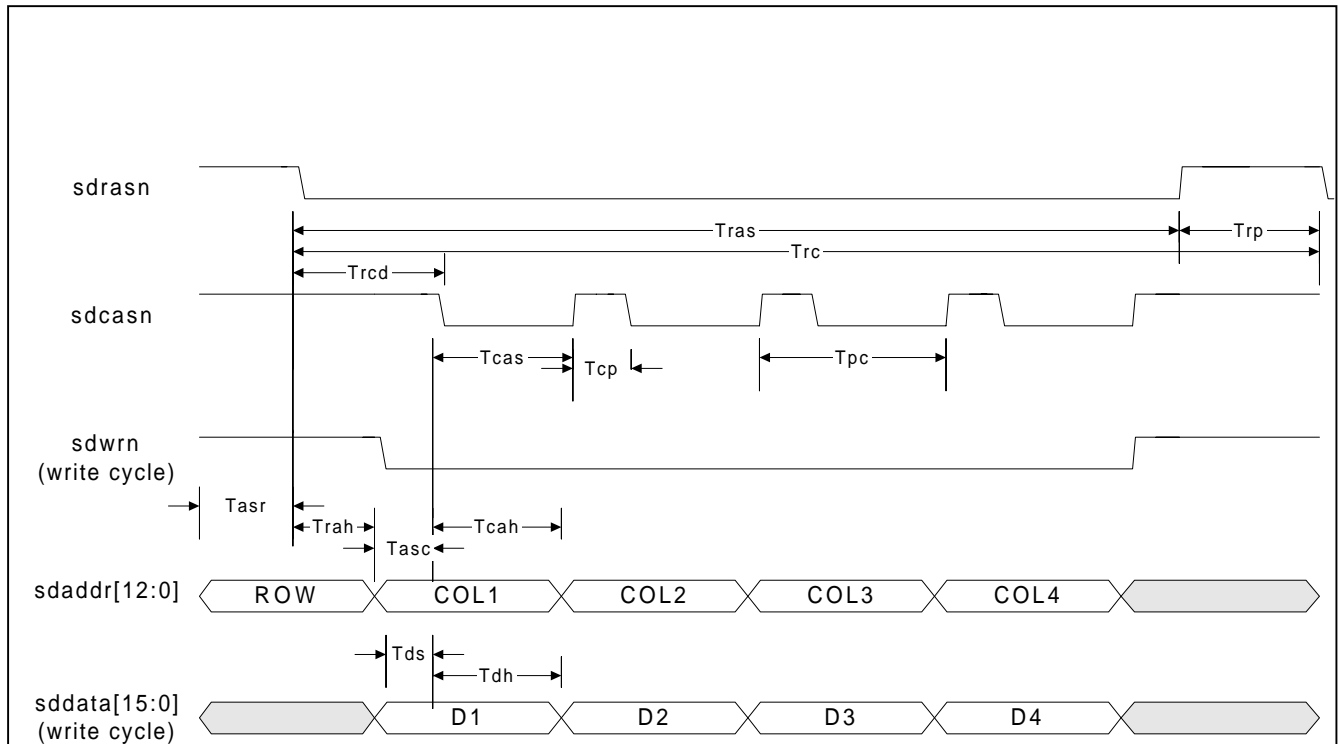 sdrasn
Tras
Trp
Trc
Trcd
sdcasn
Tcas
Tcp
Tpc
sdwrn
(write cycle)
Tasr
Trah
Tcah
Tasc
sdaddr[12:0]
ROW
COL1
COL2
COL3
COL4
Tds
Tdh
sddata[15:0]
(write cycle)
D1
D2
D3
D4